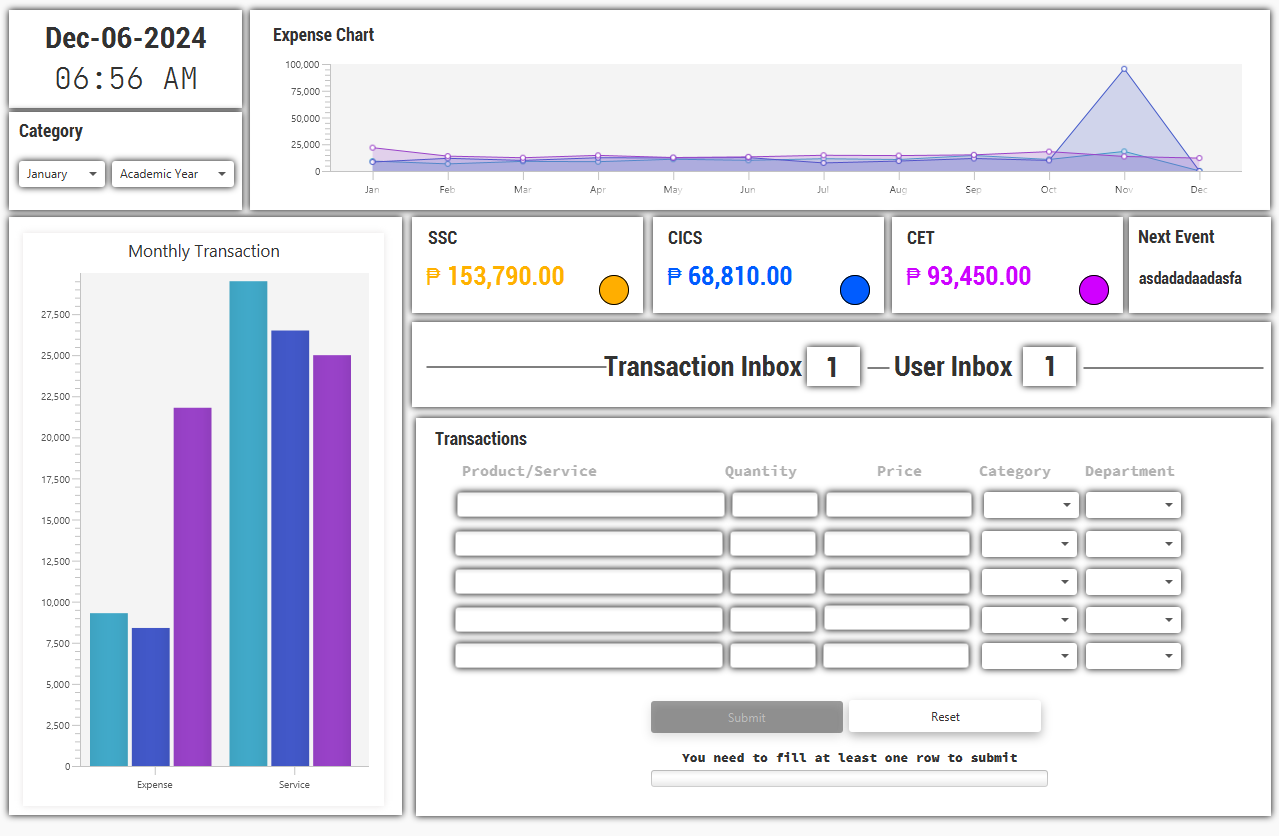 Dec-06-2024
06:56 AM
Category
January
Academic Year
Expense Chart
100,000
75,000
50,000
25,000
0
Jan Feb Mar Apr May Jun Jul Aug Sep Oct Nov Dec
Monthly Transaction
27,500
25,000
22,500
20,000
17,500
15,000
12,500
10,000
7,500
5,000
2,500
0
Expense Service
SSC
₱ 153,790.00
CICS
₱ 68,810.00
CET
₱ 93,450.00
Next Event
asdadadaadasfa
Transaction Inbox 1 User Inbox 1
Transactions
Product/Service Quantity Price Category Department
Submit Reset
You need to fill at least one row to submit